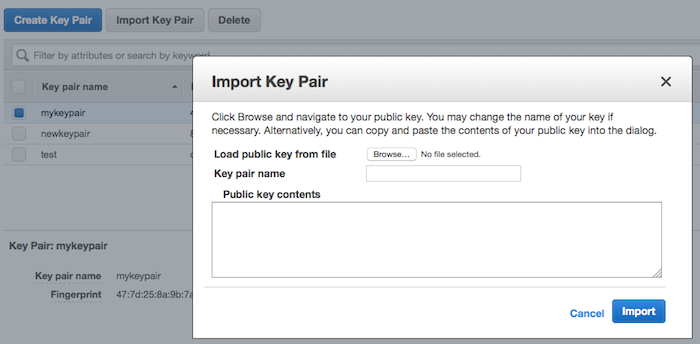 Create Key Pair Import Key Pair Delete
Filter by attributes or search by keyword
Key pair name
mykeypair
newkeypair
test
Key Pair: mykeypair
Key pair name mykeypair
Fingerprint 47:7d:25:8a:9b:7a
Import Key Pair
Click Browse and navigate to your public key. You may change the name of your key if
necessary. Alternatively, you can copy and paste the contents of your public key into the dialog.
Load public key from file Browse... No file selected.
Key pair name
Public key contents
Cancel Import